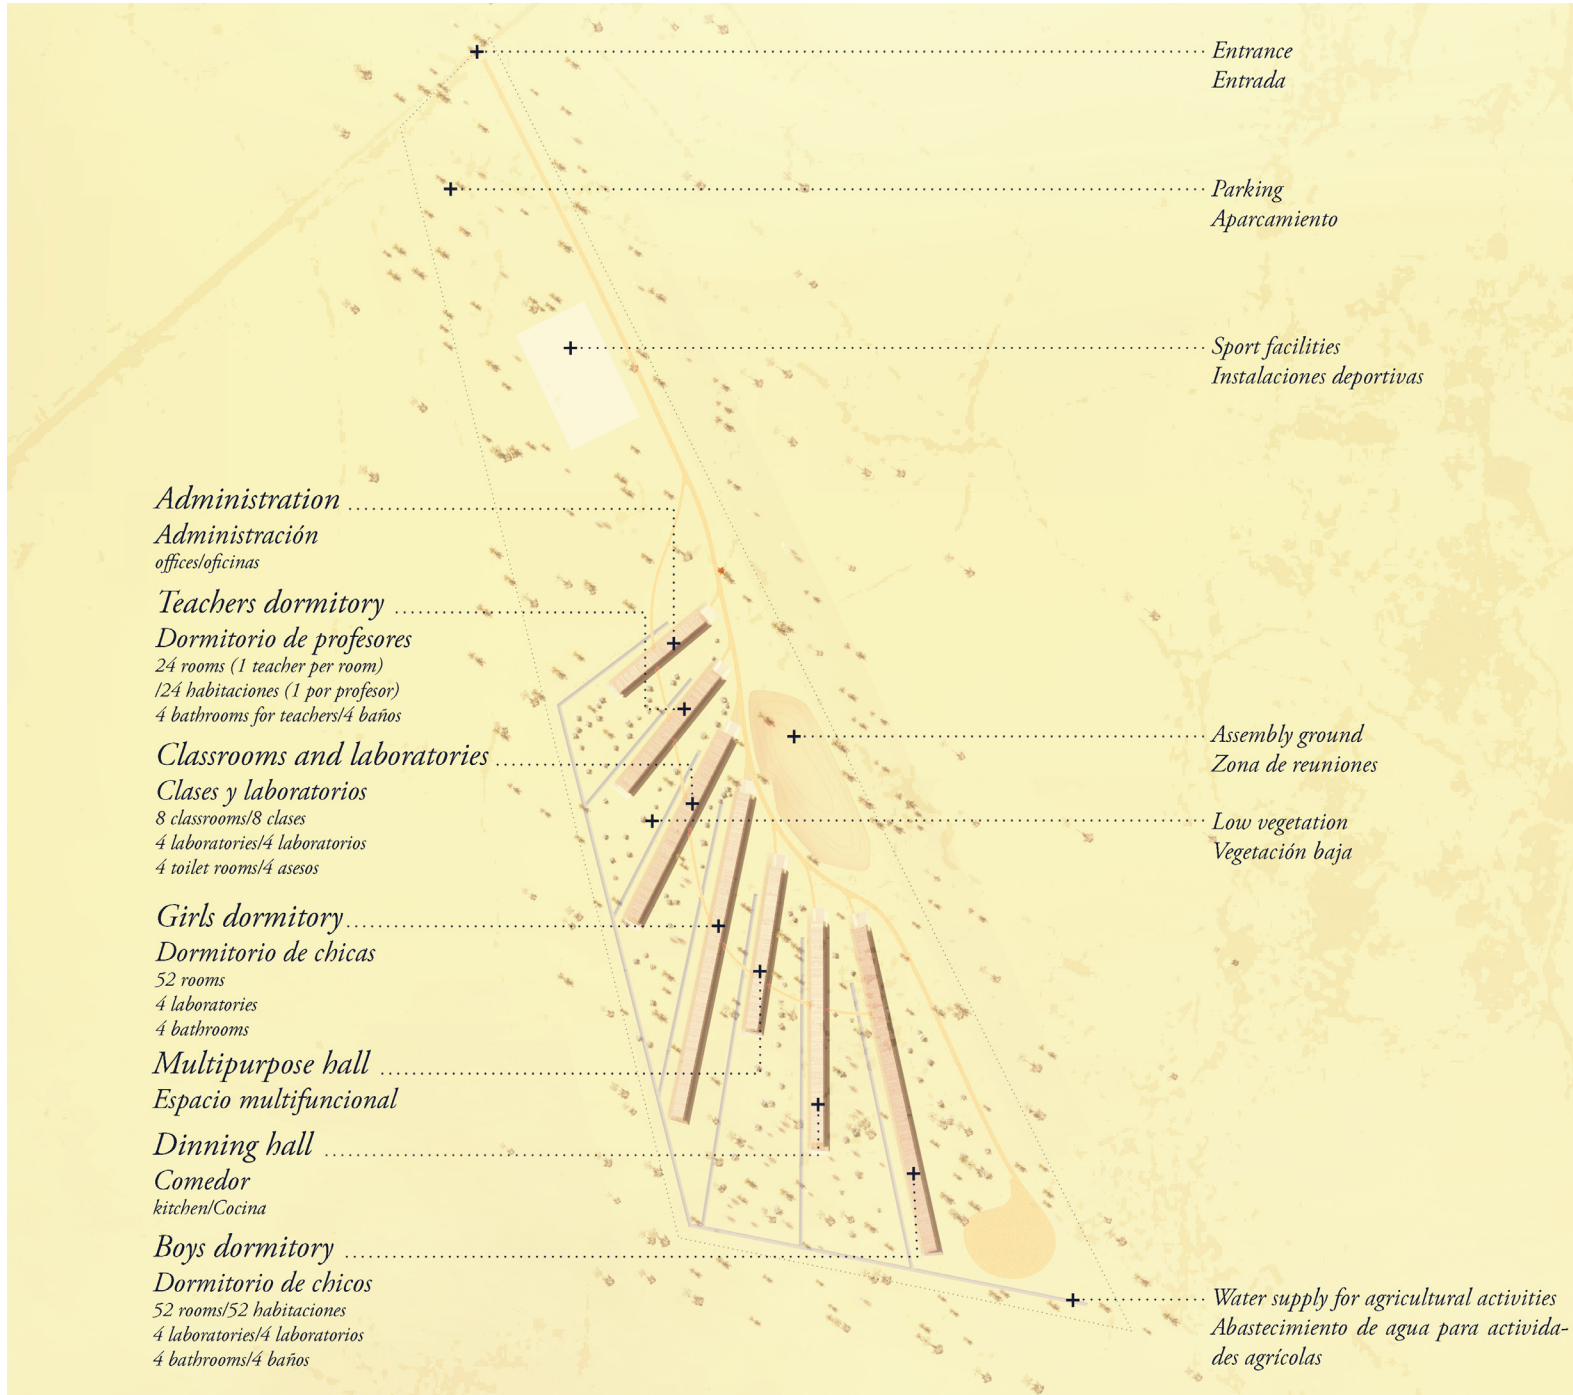 Entrance
Entrada
Parking
Aparcamiento
Sport facilities
Instalaciones deportivas
Administration
Administración
offices/oficinas
Teachers dormitory
Dormitorio de profesores
24 rooms (1 teacher per room)
/24 habitaciones (1 por profesor)
4 bathrooms for teachers/4 baños
Classrooms and laboratories
Clases y laboratorios
8 classrooms/8 clases
4 laboratories/4 laboratorios
4 toilet rooms/4 asesos
Girls dormitory
Dormitorio de chicas
52 rooms
4 laboratories
4 bathrooms
Multipurpose hall
Espacio multifuncional
Dinning hall
Comedor
kitchen/Cocina
Boys dormitory
Dormitorio de chicos
52 rooms/52 habitaciones
4 laboratories/4 laboratorios
4 bathrooms/4 baños
Assembly ground
Zona de reuniones
Low vegetation
Vegetación baja
Water supply for agricultural activities
Abastecimiento de agua para activida-
des agrícolas